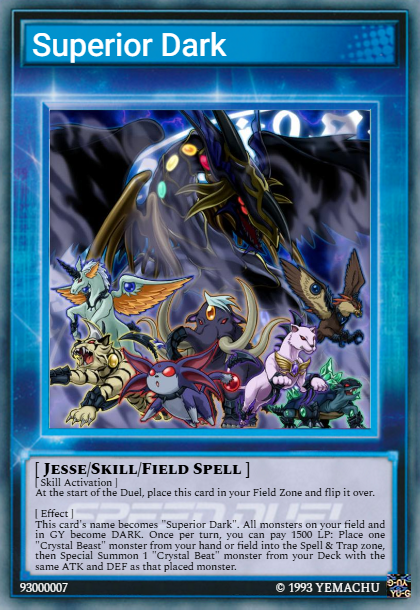 Superior Dark
[ JESSE/SKILL/FIELD SPELL ]
[ Skill Activation ]
At the start of the Duel, place this card in your Field Zone and flip it over.
[ Effect ]
This card's name becomes "Superior Dark". All monsters on your field and
in GY become DARK. Once per turn, you can pay 1500 LP: Place one
"Crystal Beast" monster from your hand or field into the Spell & Trap zone,
then Special Summon 1 "Crystal Beat" monster from your Deck with the
same ATK and DEF as that placed monster.
SPEED DUEL
93000007
© 1993 YEMACHU